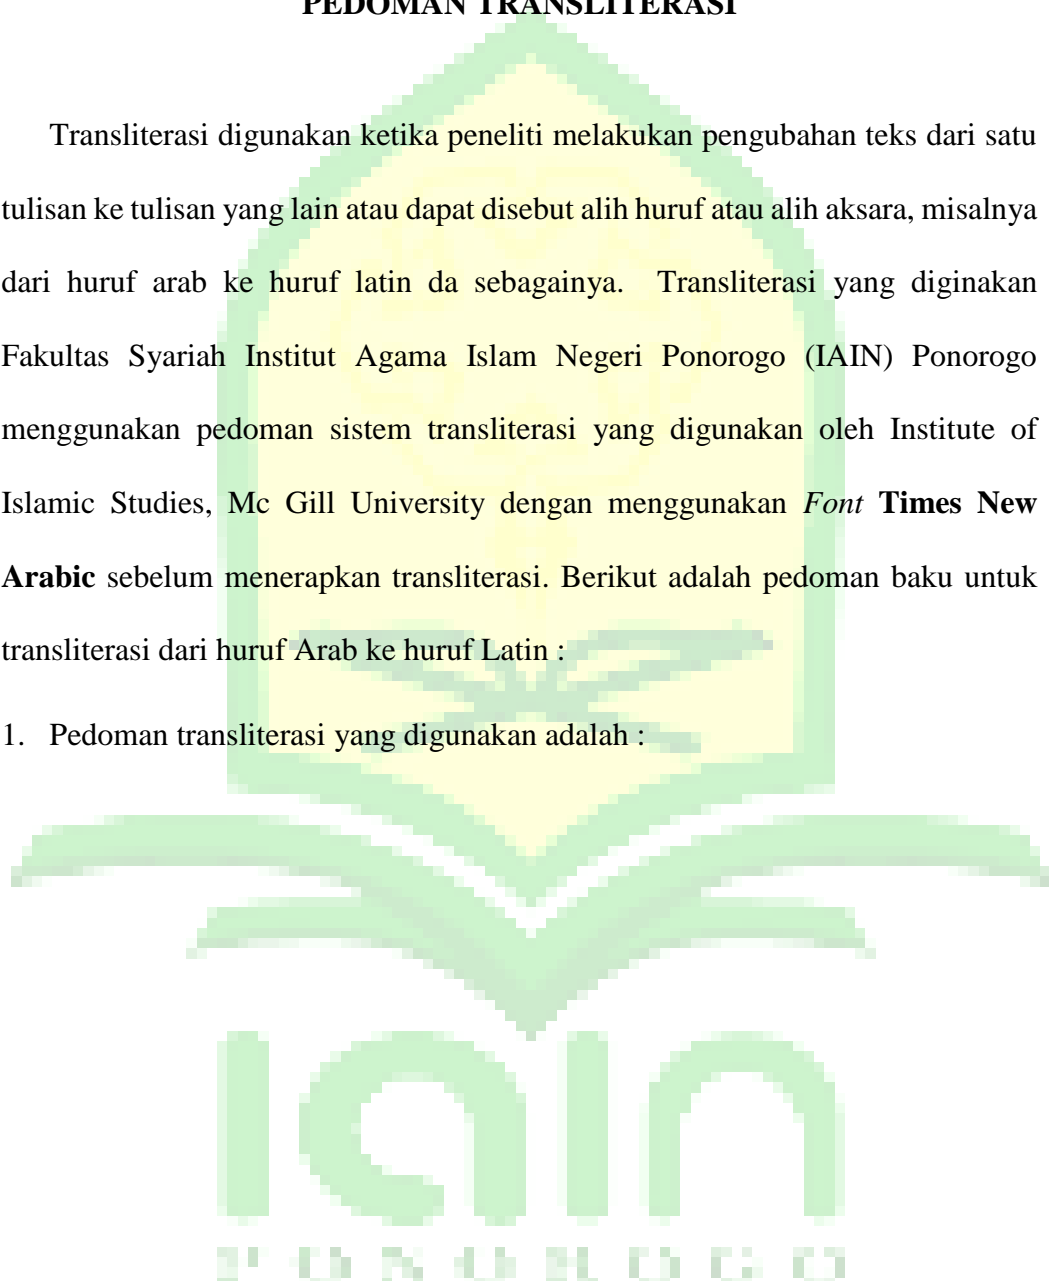 PEDOMAN TRANSLITERASI
Transliterasi digunakan ketika peneliti melakukan pengubahan teks dari satu
tulisan ke tulisan yang lain atau dapat disebut alih huruf atau alih aksara, misalnya
dari huruf arab ke huruf latin da sebagainya. Transliterasi yang diginakan
Fakultas Syariah Institut Agama Islam Negeri Ponorogo (IAIN) Ponorogo
menggunakan pedoman sistem transliterasi yang digunakan oleh Institute of
Islamic Studies, Mc Gill University dengan menggunakan Font Times New
Arabic sebelum menerapkan transliterasi. Berikut adalah pedoman baku untuk
transliterasi dari huruf Arab ke huruf Latin :
1. Pedoman transliterasi yang digunakan adalah :
iain
PONOROGO